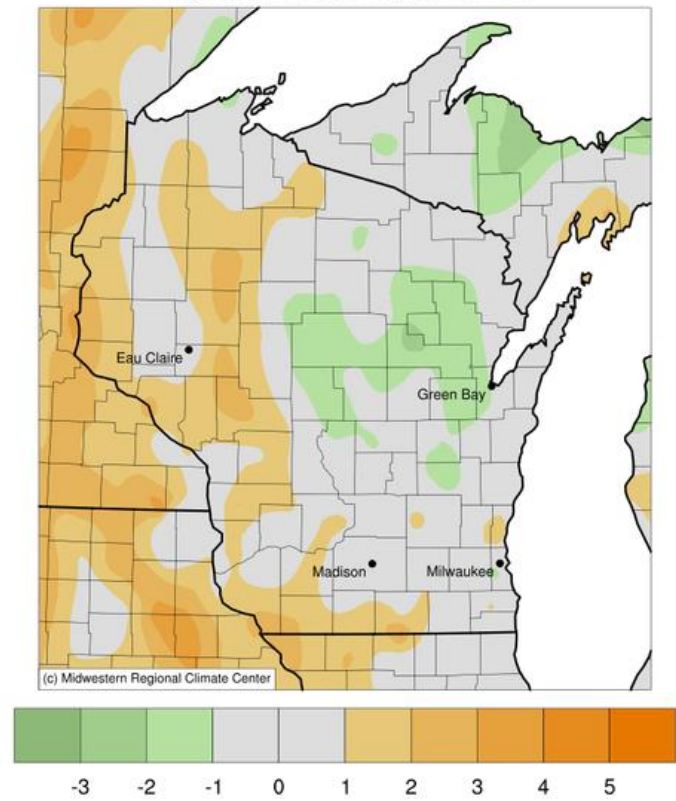 Eau Claire
Green Bay
Madison
Milwaukee
(c) Midwestern Regional Climate Center
-3 -2 -1 0 1 2 3 4 5